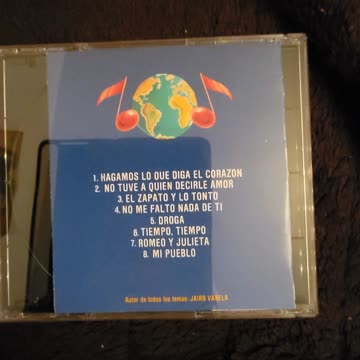 1. HAGAMOS LO QUE DIGA EL CORAZON
2. NO TUVE A QUIEN DECIRLE AMOR
3. EL ZAPATO Y LO TONTO
4. NO ME FALTO NADA DE TI
5. DROGA
6. TIEMPO, TIEMPO
7. ROMEO Y JULIETA
8. MI PUEBLO
Autor de todos los temas: JAIRO VARELA